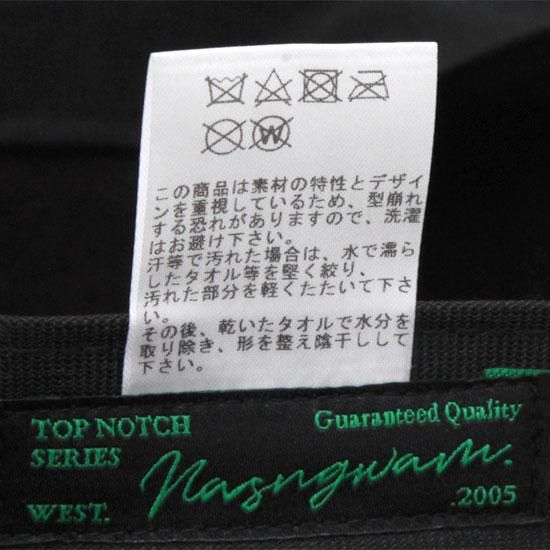 W
この商品は素材の特性とデザイ
ンを重視しているため、型崩れ
する恐れがありますので、洗濯
はお避け下さい。
汗等で汚れた場合は、水で濡ら
したタオル等を堅く絞り、
汚れた部分を軽くたたいて下さ
い。
その後、乾いたタオルで水分を
取り除き、形を整え陰干しして
下さい。
TOP NOTCH
Guaranteed Quality
SERIES
nasngwam.
WEST.
.2005